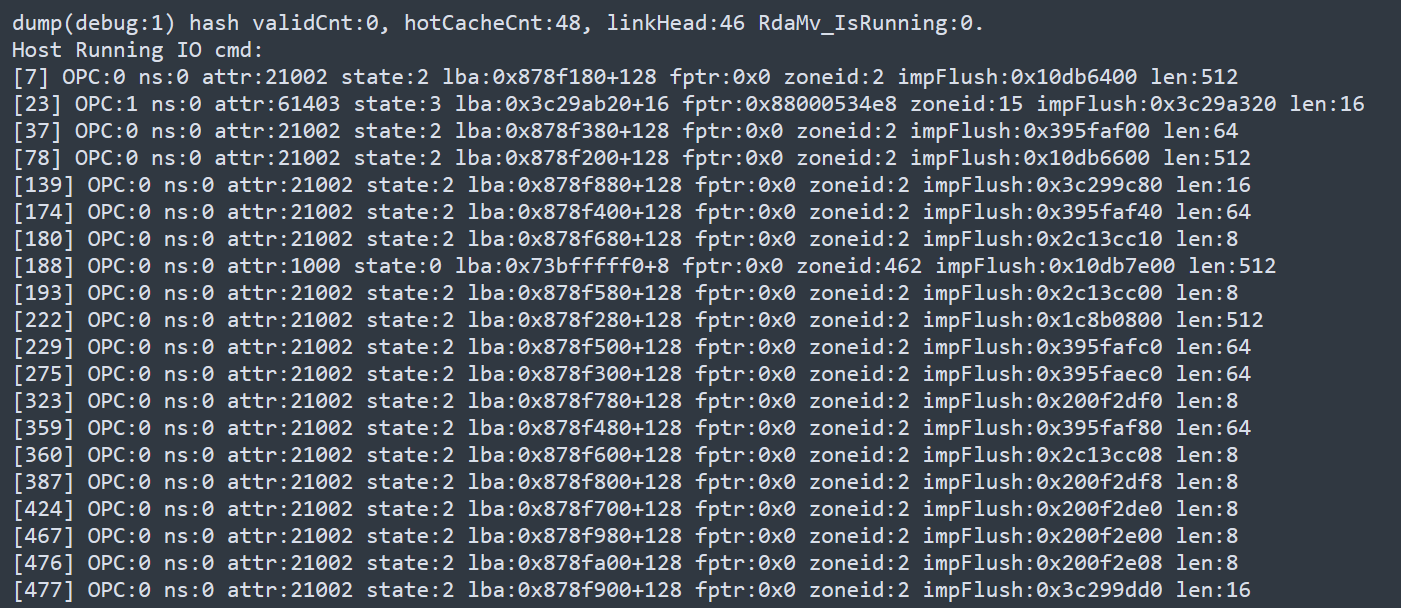 dump(debug:1) hash validCnt:0, hotCacheCnt:48, linkHead:46 RdaMv_IsRunning:0.
Host Running IO cmd:
[7] OPC:0 ns:0 attr:21002 state:2 lba:0x878f180+128 fptr:0x0 zoneid:2 impFlush:0x10db6400 len:512
[23] OPC:1 ns:0 attr:61403 state:3 lba:0x3c29ab20+16 fptr:0x88000534e8 zoneid:15 impFlush:0x3c29a320 len:16
[37] OPC:0 ns:0 attr:21002 state:2 lba:0x878f380+128 fptr:0x0 zoneid:2 impFlush:0x395faf00 len:64
[78] OPC:0 ns:0 attr:21002 state:2 lba:0x878f200+128 fptr:0x0 zoneid:2 impFlush:0x10db6600 len:512
[139] OPC:0 ns:0 attr:21002 state:2 lba:0x878f880+128 fptr:0x0 zoneid:2 impFlush:0x3c299c80 len:16
[174] OPC:0 ns:0 attr:21002 state:2 lba:0x878f400+128 fptr:0x0 zoneid:2 impFlush:0x395faf40 len:64
[180] OPC:0 ns:0 attr:21002 state:2 lba:0x878f680+128 fptr:0x0 zoneid:2 impFlush:0x2c13cc10 len:8
[188] OPC:0 ns:0 attr:1000 state:0 lba:0x73bfffff0+8 fptr:0x0 zoneid:462 impFlush:0x10db7e00 len:512
[193] OPC:0 ns:0 attr:21002 state:2 lba:0x878f580+128 fptr:0x0 zoneid:2 impFlush:0x2c13cc00 len:8
[222] OPC:0 ns:0 attr:21002 state:2 lba:0x878f280+128 fptr:0x0 zoneid:2 impFlush:0x1c8b0800 len:512
[229] OPC:0 ns:0 attr:21002 state:2 lba:0x878f500+128 fptr:0x0 zoneid:2 impFlush:0x395fafc0 len:64
[275] OPC:0 ns:0 attr:21002 state:2 lba:0x878f300+128 fptr:0x0 zoneid:2 impFlush:0x395faec0 len:64
[323] OPC:0 ns:0 attr:21002 state:2 lba:0x878f780+128 fptr:0x0 zoneid:2 impFlush:0x200f2df0 len:8
[359] OPC:0 ns:0 attr:21002 state:2 lba:0x878f480+128 fptr:0x0 zoneid:2 impFlush:0x395faf80 len:64
[360] OPC:0 ns:0 attr:21002 state:2 lba:0x878f600+128 fptr:0x0 zoneid:2 impFlush:0x2c13cc08 len:8
[387] OPC:0 ns:0 attr:21002 state:2 lba:0x878f800+128 fptr:0x0 zoneid:2 impFlush:0x200f2df8 len:8
[424] OPC:0 ns:0 attr:21002 state:2 lba:0x878f700+128 fptr:0x0 zoneid:2 impFlush:0x200f2de0 len:8
[467] OPC:0 ns:0 attr:21002 state:2 lba:0x878f980+128 fptr:0x0 zoneid:2 impFlush:0x200f2e00 len:8
[476] OPC:0 ns:0 attr:21002 state:2 lba:0x878fa00+128 fptr:0x0 zoneid:2 impFlush:0x200f2e08 len:8
[477] OPC:0 ns:0 attr:21002 state:2 lba:0x878f900+128 fptr:0x0 zoneid:2 impFlush:0x3c299dd0 len:16